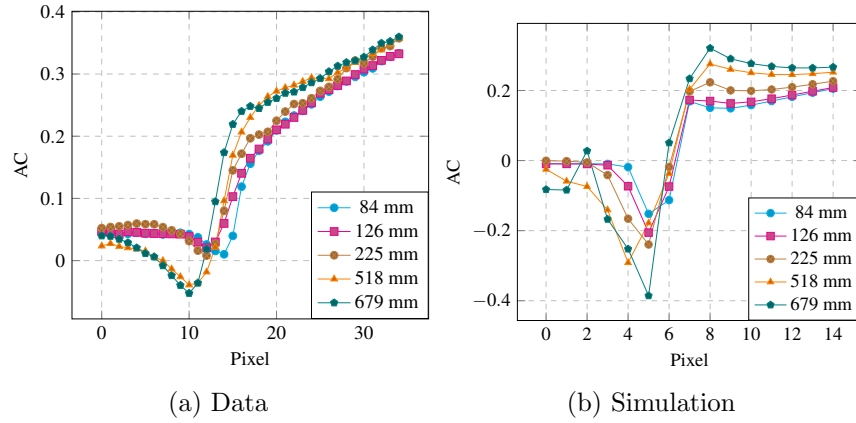 0.4
0.3
0.2
0.1
0
AC
0 10 20 30
Pixel
84 mm
126 mm
225 mm
518 mm
679 mm
(a) Data
0.2
0
−0.2
−0.4
AC
0 2 4 6 8 10 12 14
Pixel
84 mm
126 mm
225 mm
518 mm
679 mm
(b) Simulation